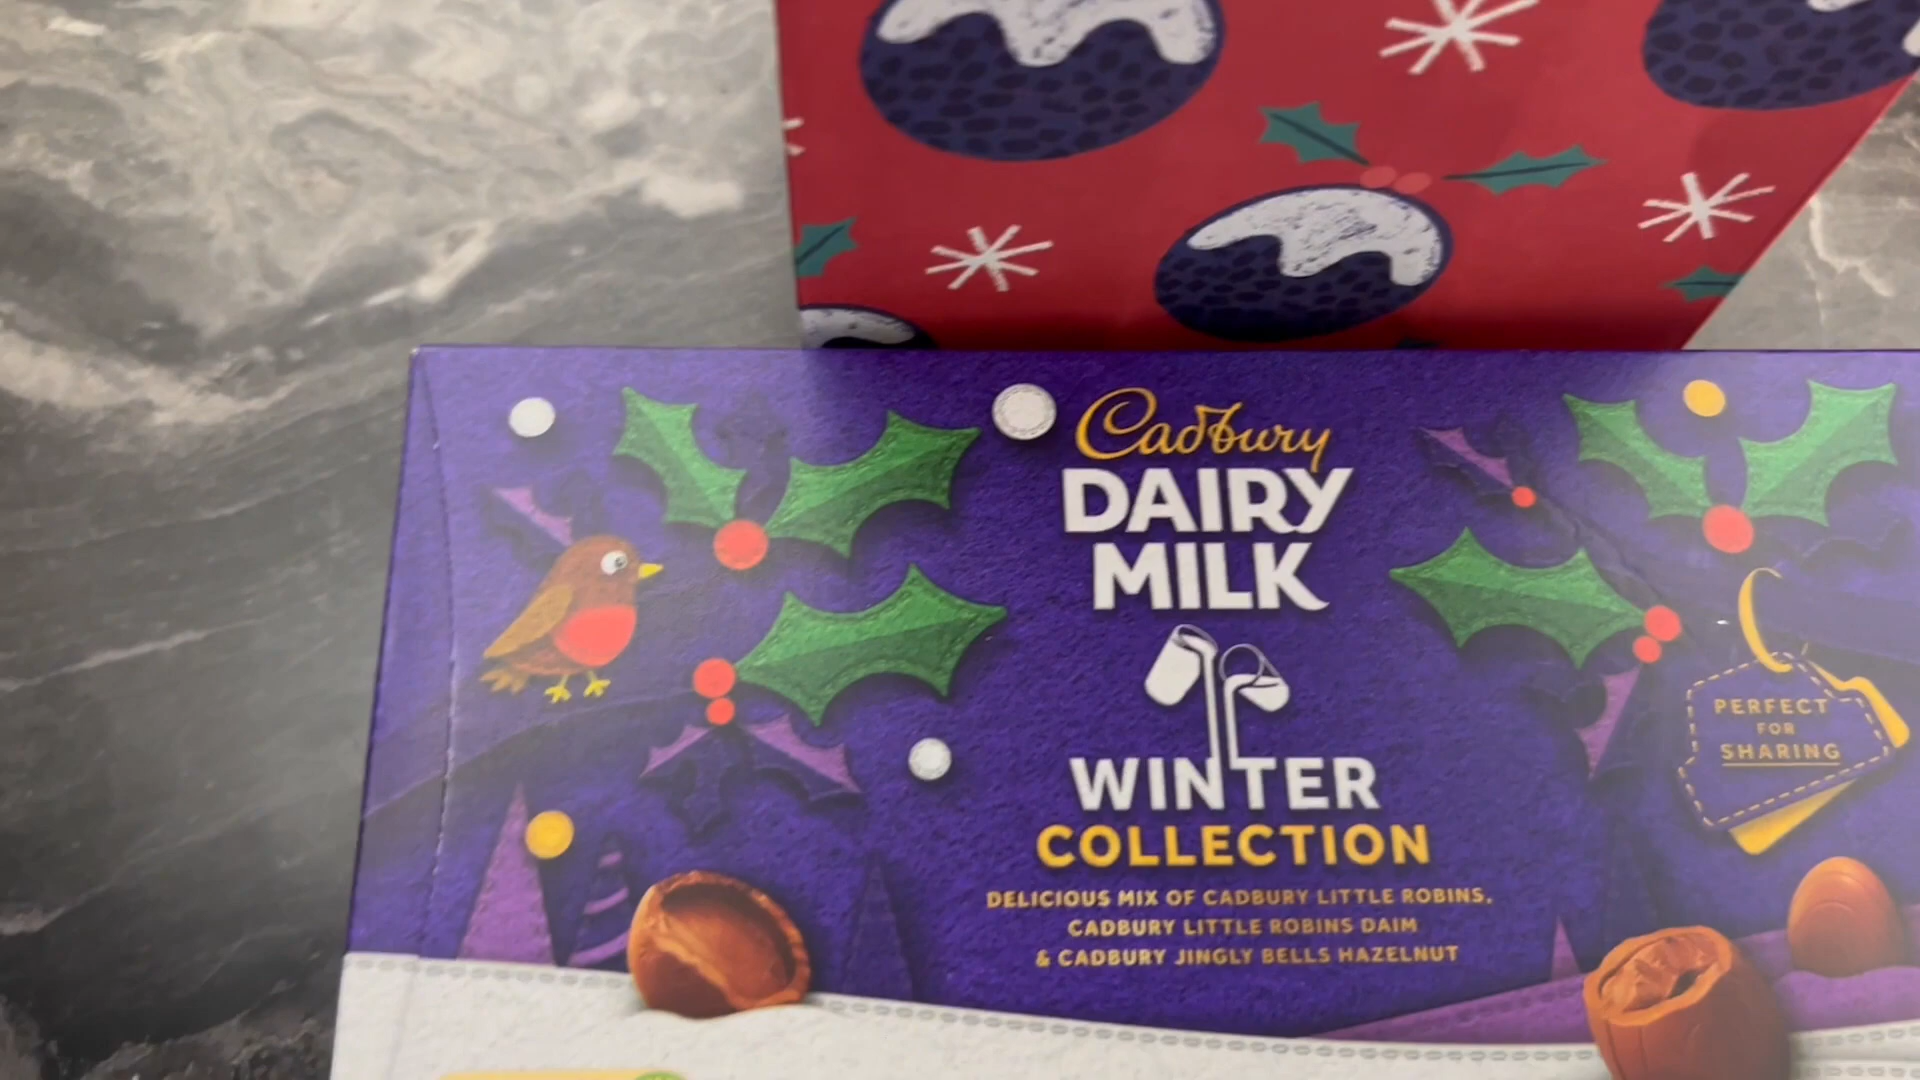 Cadbury
DAIRY
MILK
WINTER
COLLECTION
DELICIOUS MIX OF CADBURY LITTLE ROBINS,
CADBURY LITTLE ROBINS DAIM
& CADBURY JINGLY BELLS HAZELNUT
PERFECT
FOR
SHARING